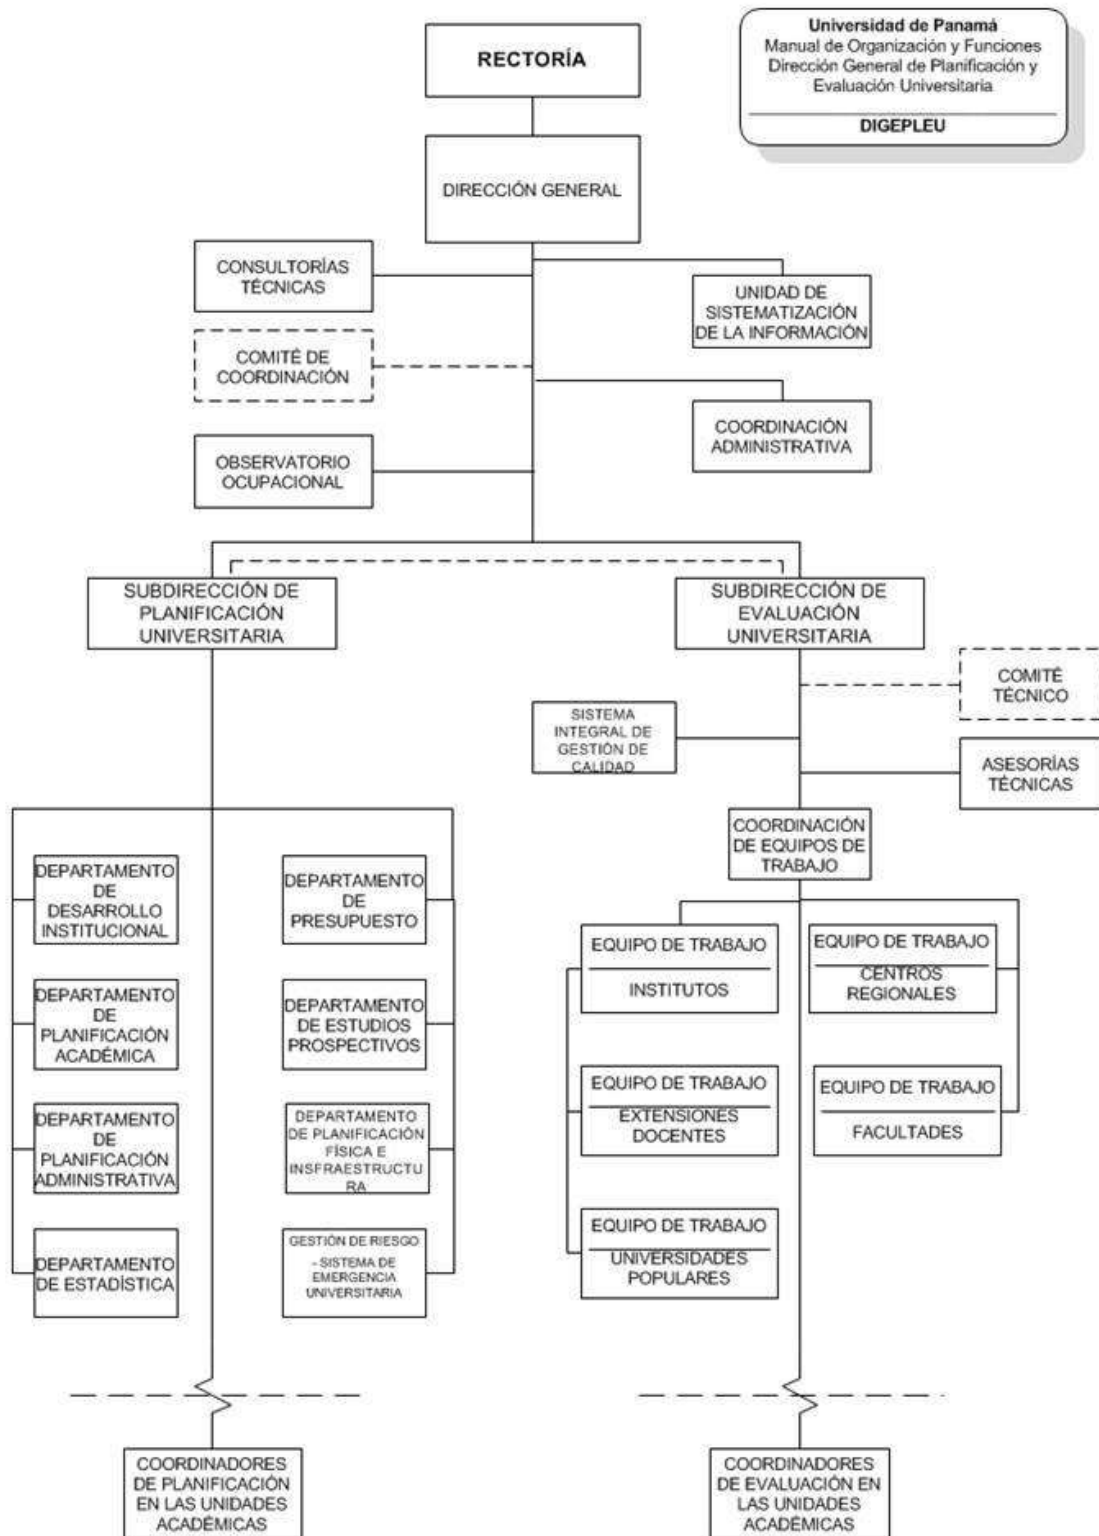 Universidad de Panamá
Manual de Organización y Funciones
Dirección General de Planificación y
Evaluación Universitaria
DIGEPLEU
RECTORÍA
DIRECCIÓN GENERAL
CONSULTORÍAS
TÉCNICAS
UNIDAD DE
SISTEMATIZACIÓN
DE LA INFORMACIÓN
COMITÉ DE
COORDINACIÓN
COORDINACIÓN
ADMINISTRATIVA
OBSERVATORIO
OCUPACIONAL
SUBDIRECCIÓN DE
PLANIFICACIÓN
UNIVERSITARIA
SUBDIRECCIÓN DE
EVALUACIÓN
UNIVERSITARIA
COMITÉ
TÉCNICO
SISTEMA
INTEGRAL DE
GESTIÓN DE
CALIDAD
ASESORÍAS
TÉCNICAS
COORDINACIÓN
DE EQUIPOS DE
TRABAJO
DEPARTAMENTO
DE
DESARROLLO
INSTITUCIONAL
DEPARTAMENTO
DE
PRESUPUESTO
DEPARTAMENTO
DE
PLANIFICACIÓN
ACADÉMICA
DEPARTAMENTO
DE ESTUDIOS
PROSPECTIVOS
DEPARTAMENTO
DE
PLANIFICACIÓN
ADMINISTRATIVA
DEPARTAMENTO
DE PLANIFICACIÓN
FÍSICA E
INSFRAESTRUCTU
RA
DEPARTAMENTO
DE ESTADÍSTICA
GESTIÓN DE RIESGO
- SISTEMA DE
EMERGENCIA
UNIVERSITARIA
EQUIPO DE TRABAJO
INSTITUTOS
EQUIPO DE TRABAJO
CENTROS
REGIONALES
EQUIPO DE TRABAJO
EXTENSIONES
DOCENTES
EQUIPO DE TRABAJO
FACULTADES
EQUIPO DE TRABAJO
UNIVERSIDADES
POPULARES
COORDINADORES
DE PLANIFICACIÓN
EN LAS UNIDADES
ACADÉMICAS
COORDINADORES
DE EVALUACIÓN EN
LAS UNIDADES
ACADÉMICAS